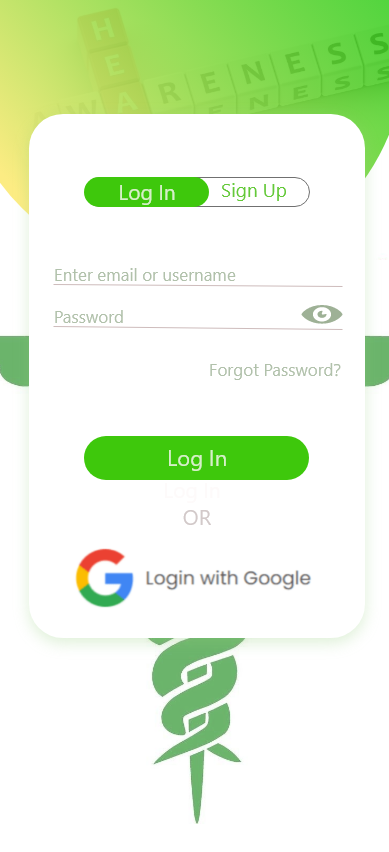 H
E
AWARENESS
Log In Sign Up
Enter email or username
Password
Forgot Password?
Log In
Log In
OR
Login with Google